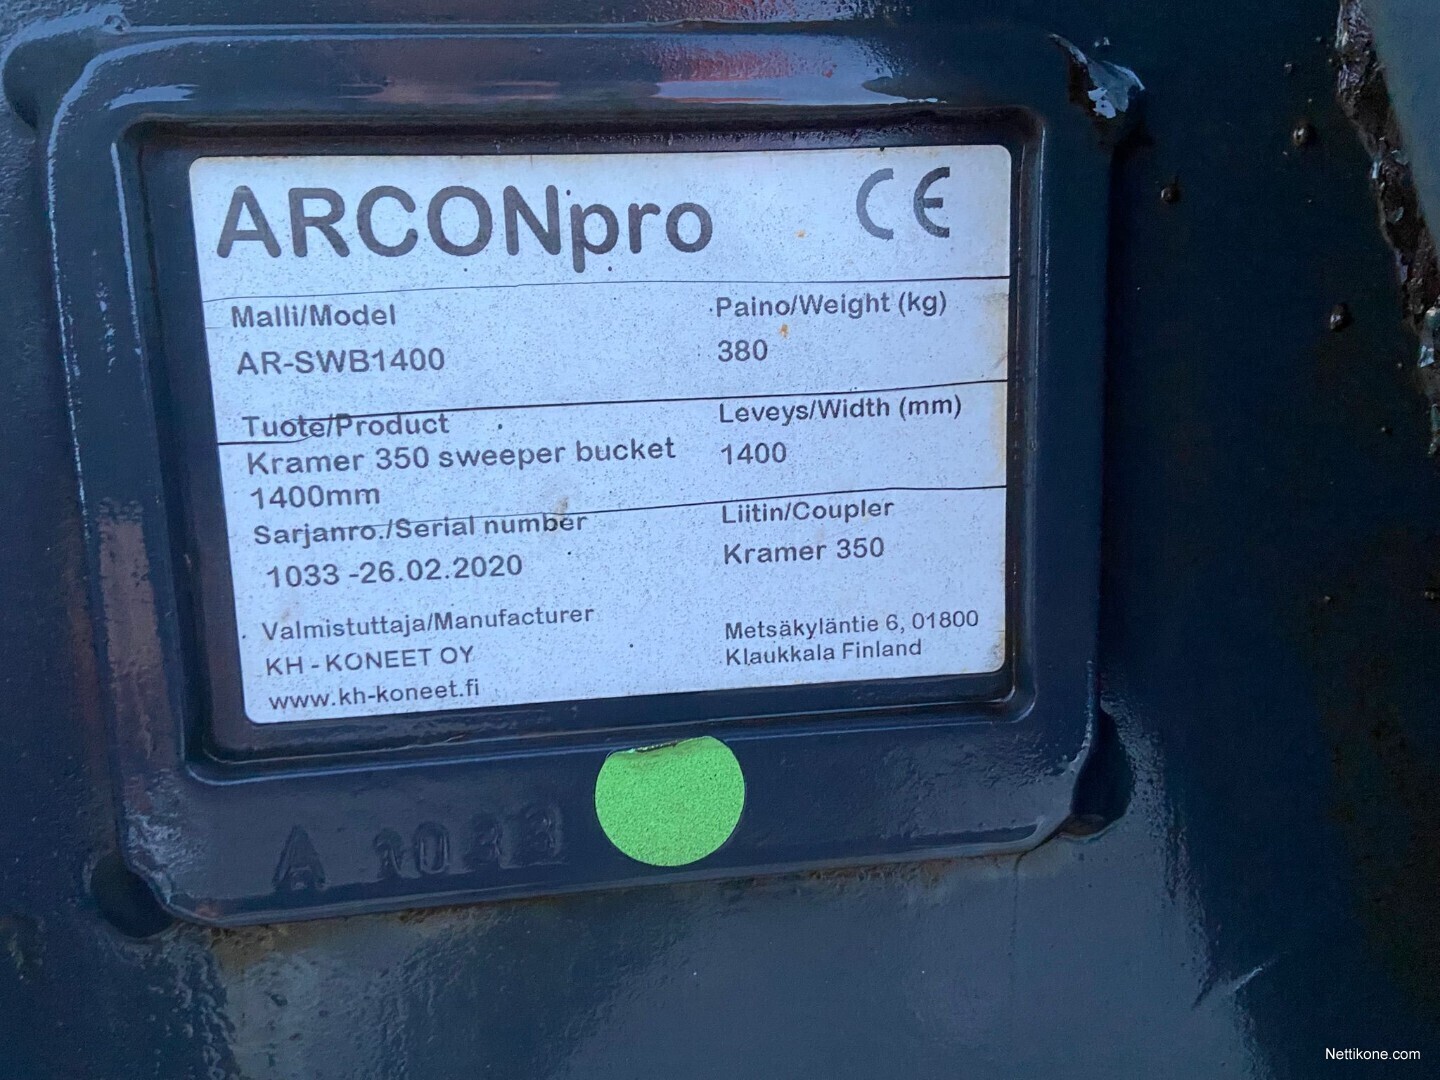 ARCONpro CE
Malli/Model
AR-SWB1400
Paino/Weight (kg)
380
Tuote/Product
Kramer 350 sweeper bucket
1400mm
Leveys/Width (mm)
1400
Sarjanro./Serial number
1033 -26.02.2020
Liitin/Coupler
Kramer 350
Valmistuttaja/Manufacturer
KH - KONEET OY
www.kh-koneet.fi
Metsäkyläntie 6, 01800
Klaukkala Finland
A 1033
Nettikone.com